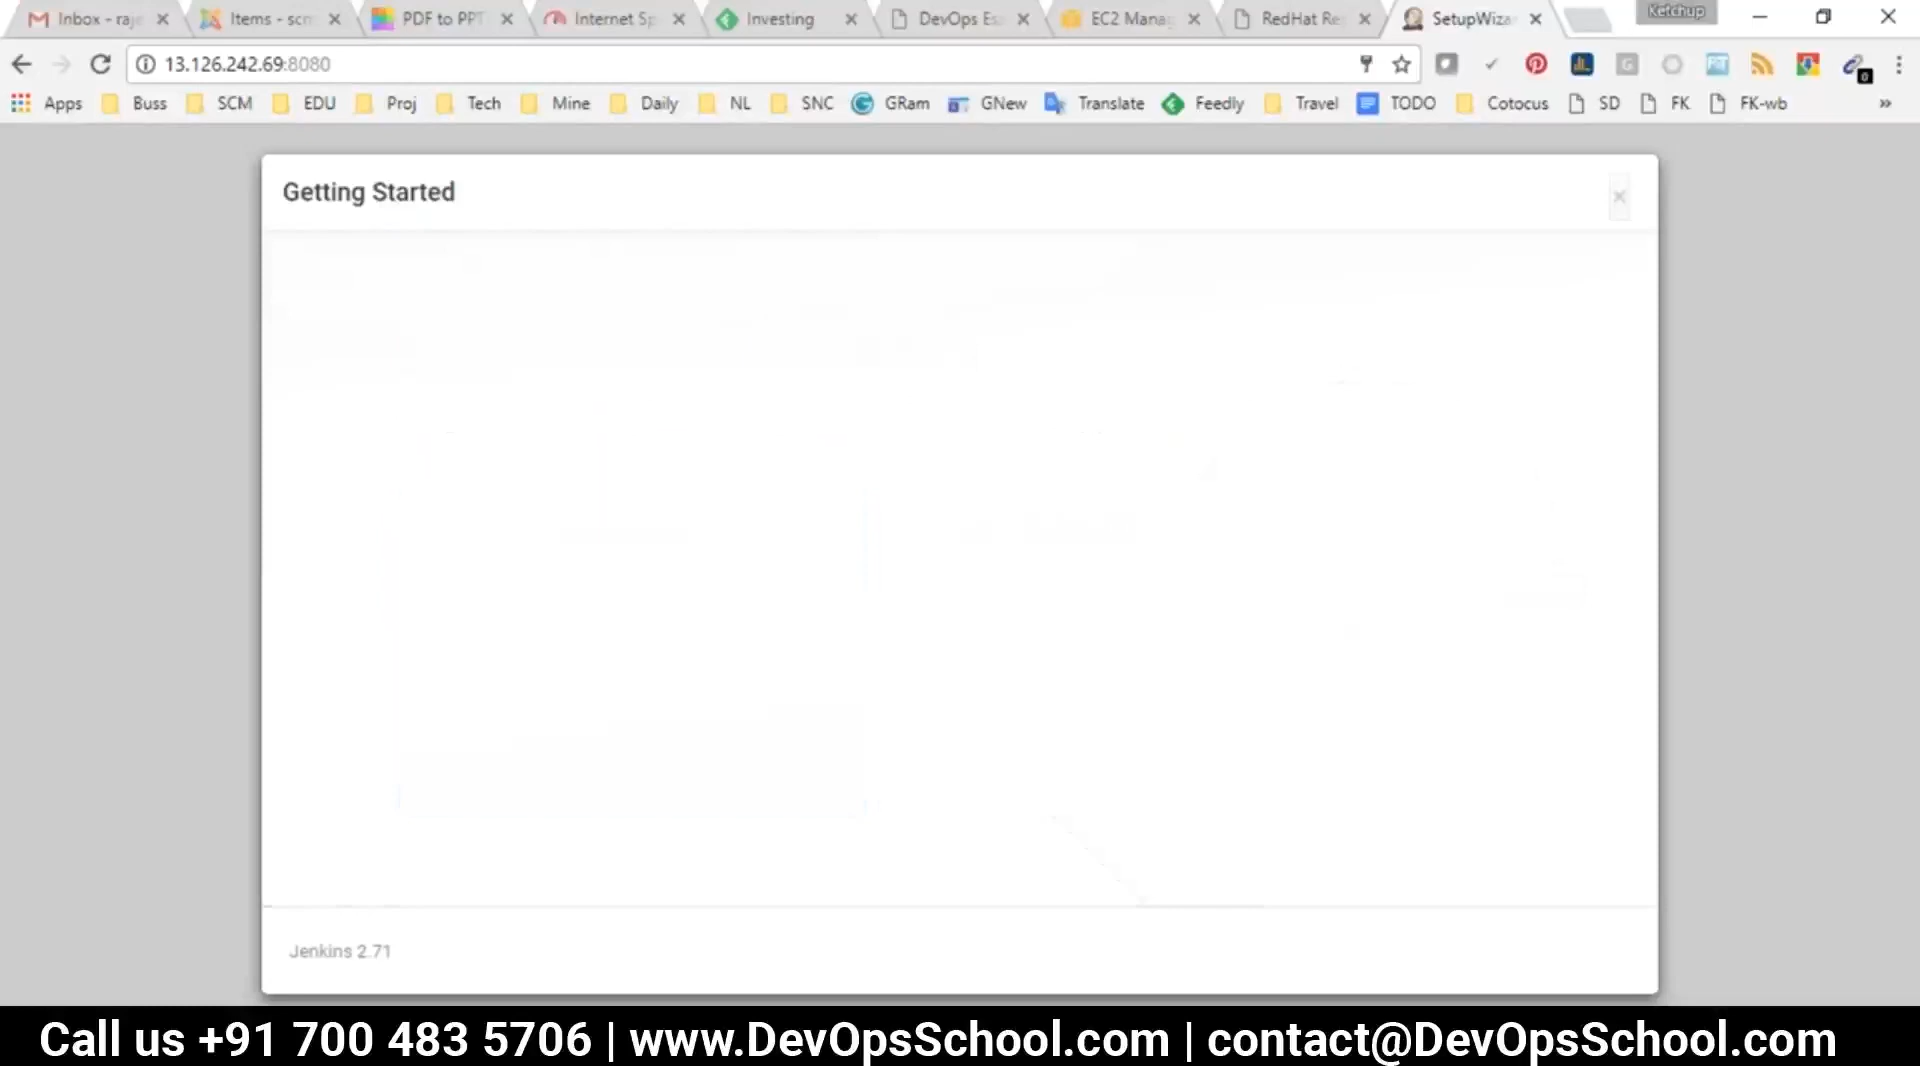 Inbox - raje Items - scm PDF to PPT Internet Sp Investing DevOps Es EC2 Mana RedHat Re SetupWiza Ketchup
13.126.242.69:8080
Apps Buss SCM EDU Proj Tech Mine Daily NL SNC GRam GNew Translate Feedly Travel TODO Cotocus SD FK FK-wb »
Getting Started
Jenkins 2.71
Call us +91 700 483 5706 | www.DevOpsSchool.com | contact@DevOpsSchool.com